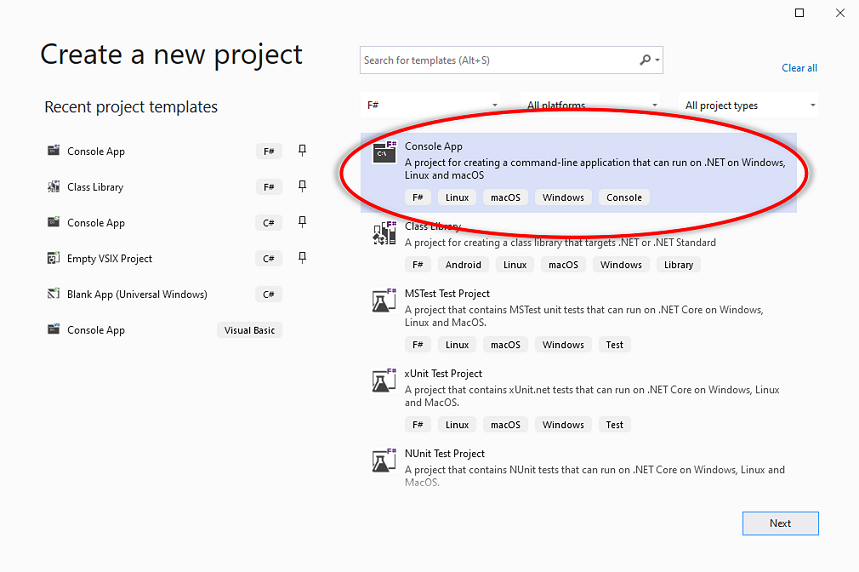 Create a new project
Search for templates (Alt+S)
Clear all
Recent project templates
F#
All platforms
All project types
Console App F#
Class Library F#
Console App C#
Empty VSIX Project C#
Blank App (Universal Windows) C#
Console App Visual Basic
C:\
F#
Console App
A project for creating a command-line application that can run on .NET on Windows,
Linux and macOS
F# Linux macOS Windows Console
F#
Class Library
A project for creating a class library that targets .NET or .NET Standard
F# Android Linux macOS Windows Library
F#
MSTest Test Project
A project that contains MSTest unit tests that can run on .NET Core on Windows,
Linux and MacOS.
F# Linux macOS Windows Test
F#
xUnit Test Project
A project that contains xUnit.net tests that can run on .NET Core on Windows, Linux
and MacOS.
F# Linux macOS Windows Test
F#
NUnit Test Project
A project that contains NUnit tests that can run on .NET Core on Windows, Linux and
MacOS.
Next